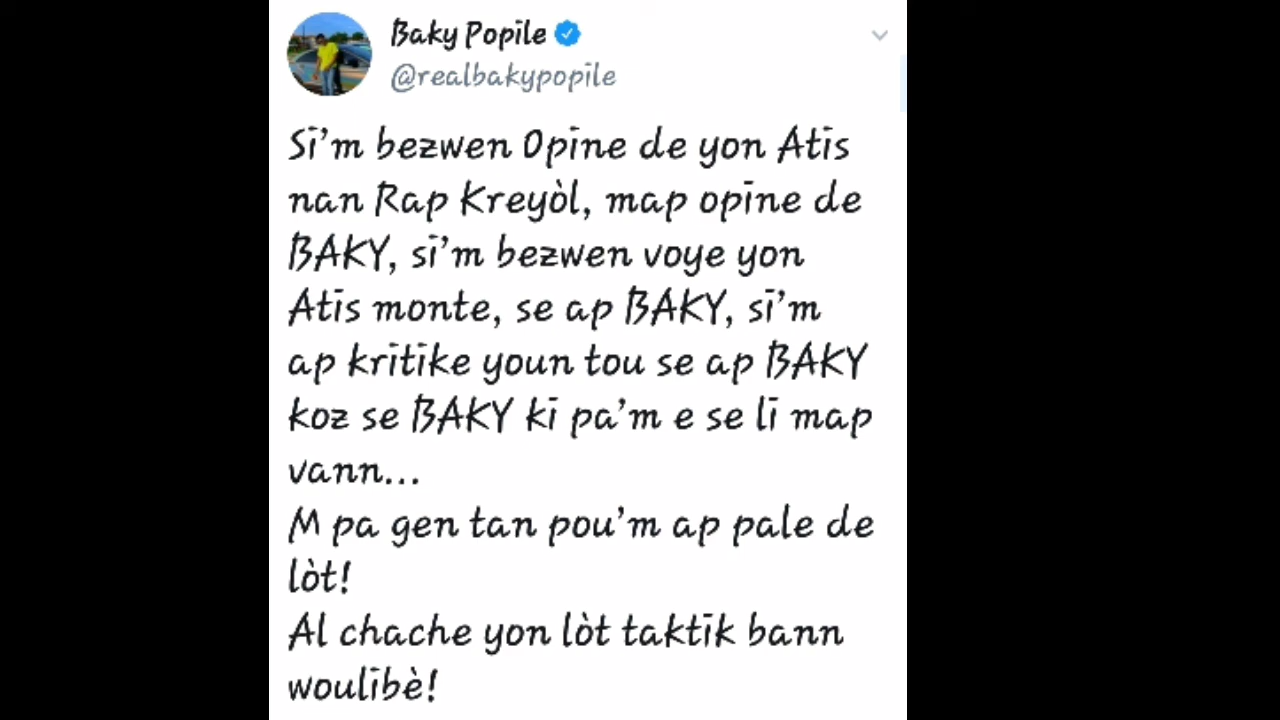 Baky Popile
@realbakypopile
Si’m bezwen Opine de yon Atis
nan Rap Kreyòl, map opine de
BAKY, si’m bezwen voye yon
Atis monte, se ap BAKY, si’m
ap kritike youn tou se ap BAKY
koz se BAKY ki pa’m e se li map
vann...
M pa gen tan pou’m ap pale de
lòt!
Al chache yon lòt taktik bann
woulibè!